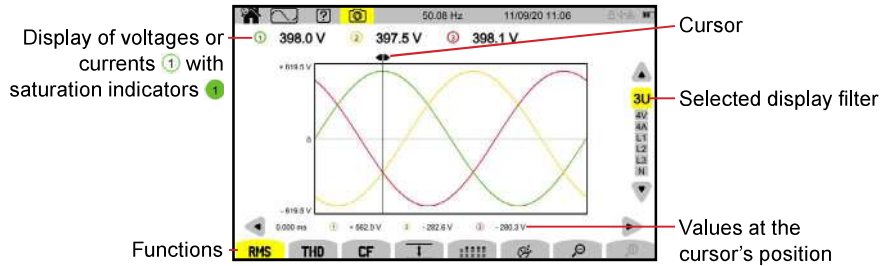 ? 50.08 Hz 11/09/20 11.06
1 398.0 V 2 397.5 V 3 398.1 V
Display of voltages or
currents 1 with
saturation indicators 1
Cursor
+ 619.5 V
0
- 619.5 V
3U
4V
4A
L1
L2
L3
N
Selected display filter
0.000 ms 1 + 562.9 V 2 - 282.6 V 3 - 280.3 V
Values at the
cursor's position
Functions
RMS THD CF